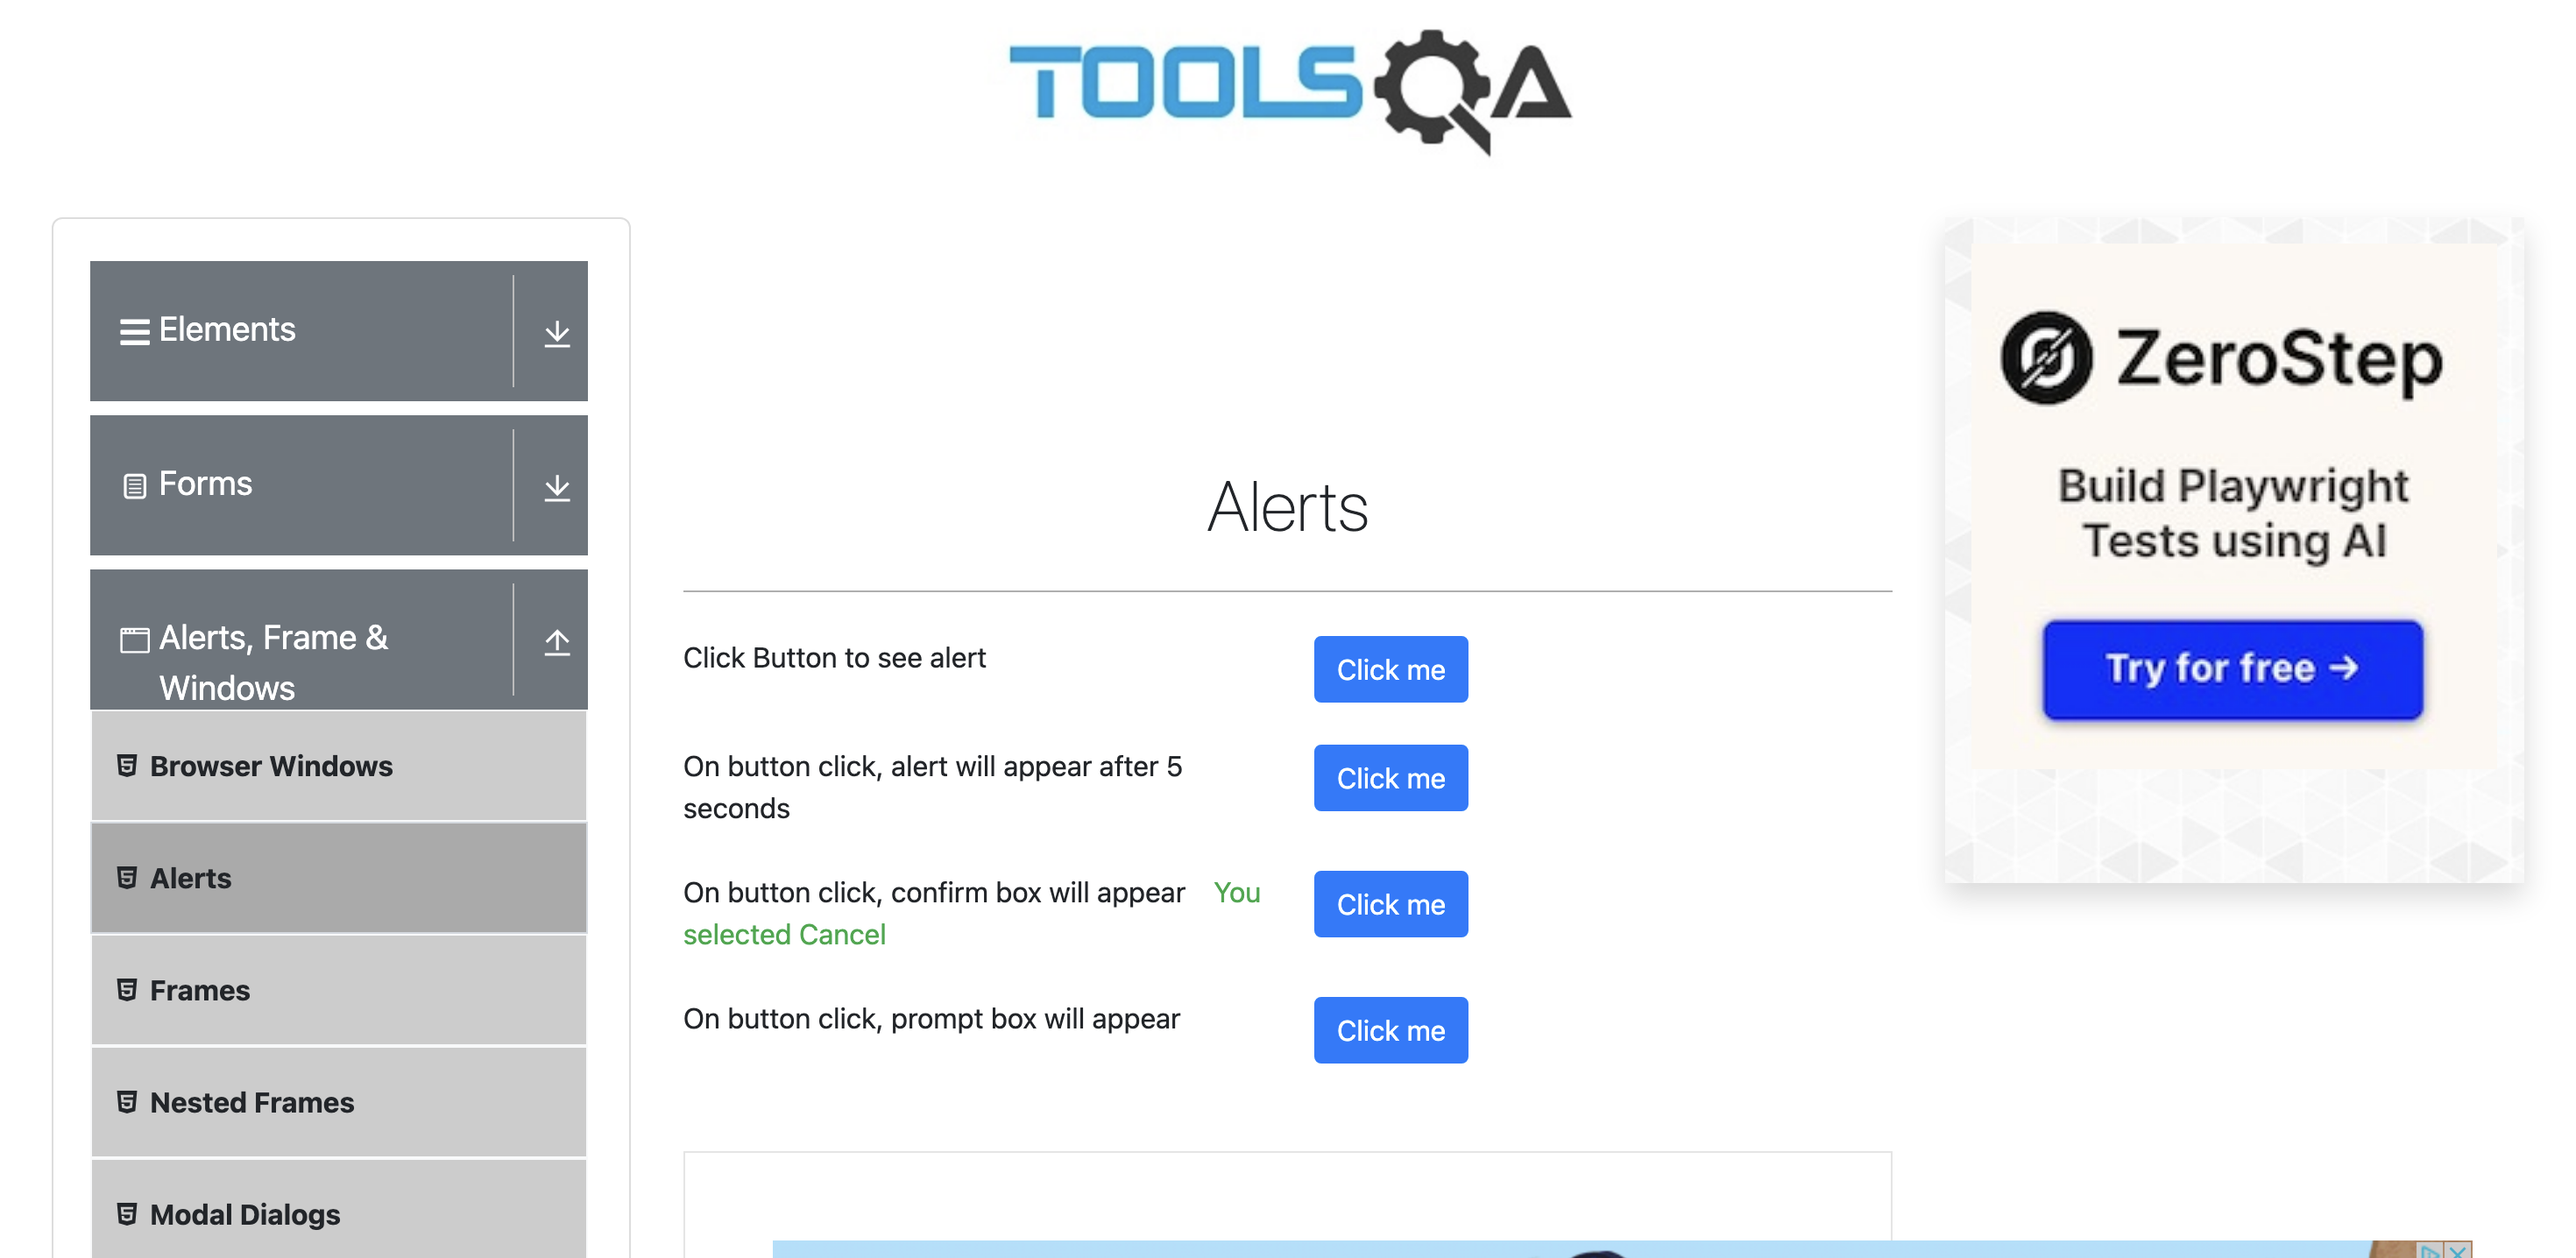 TOOLSQA
Elements
Forms
Alerts, Frame &
Windows
Browser Windows
Alerts
Frames
Nested Frames
Modal Dialogs
Alerts
Click Button to see alert
Click me
On button click, alert will appear after 5
seconds
Click me
On button click, confirm box will appear You
selected Cancel
Click me
On button click, prompt box will appear
Click me
ZeroStep
Build Playwright
Tests using AI
Try for free →